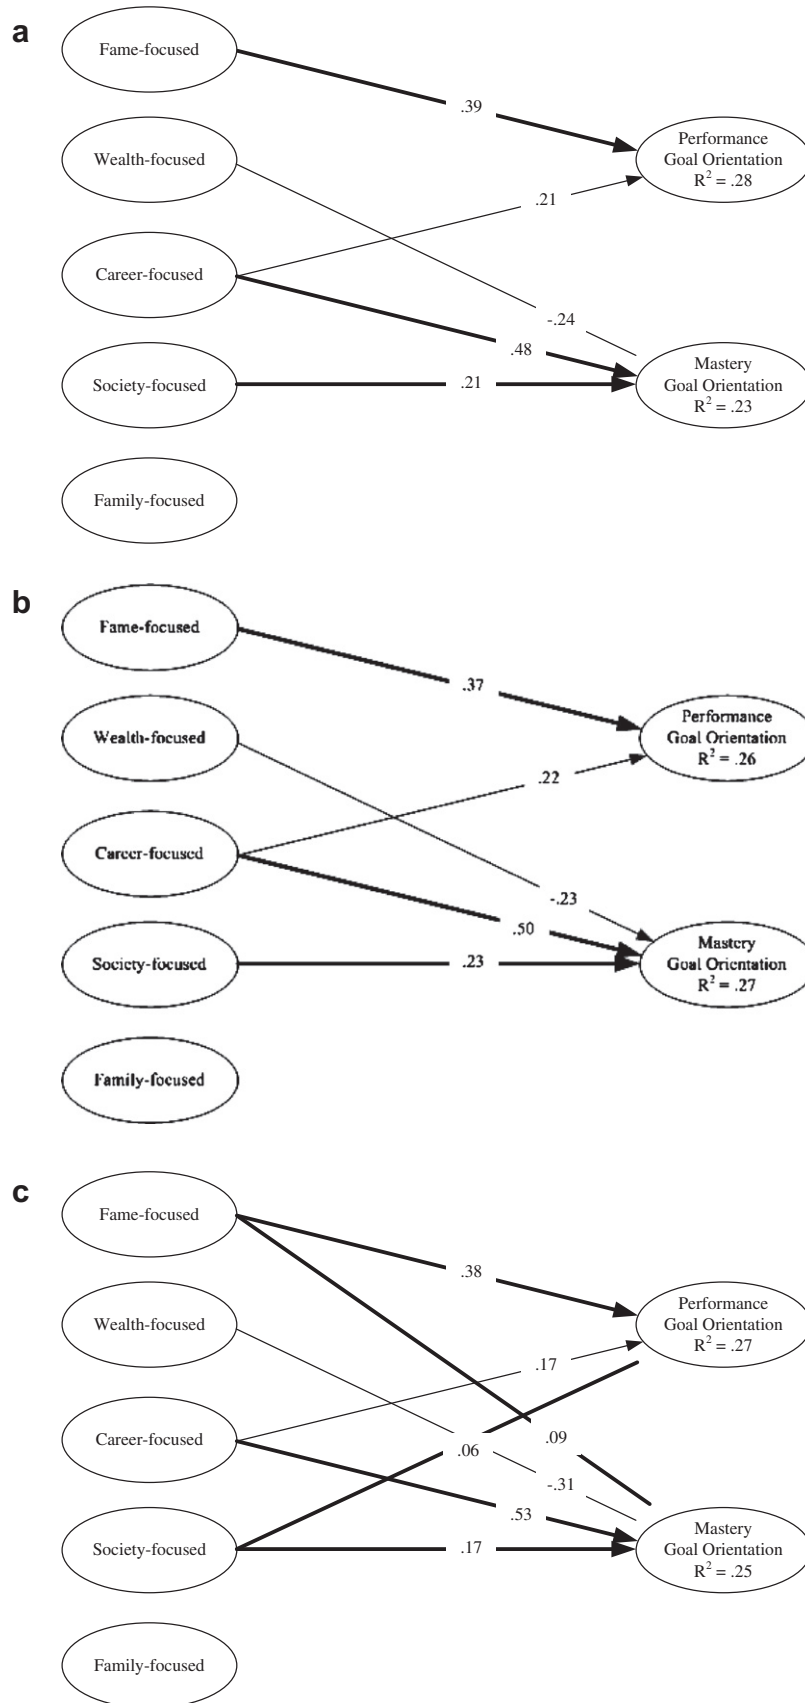 a
Fame-focused
.39
Performance
Goal Orientation
R² = .28
Wealth-focused
.21
Career-focused
-.24
.48
Mastery
Goal Orientation
R² = .23
Society-focused
.21
Family-focused
b
Fame-focused
.37
Performance
Goal Orientation
R² = .26
Wealth-focused
.22
Career-focused
-.23
.50
Mastery
Goal Orientation
R² = .27
Society-focused
.23
Family-focused
c
Fame-focused
.38
Performance
Goal Orientation
R² = .27
Wealth-focused
.17
Career-focused
.06
.09
-.31
.53
Mastery
Goal Orientation
R² = .25
Society-focused
.17
Family-focused